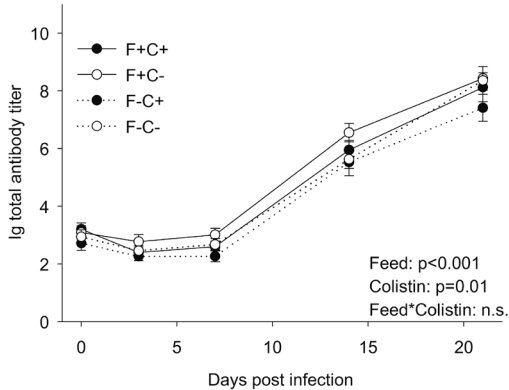 10
8
6
4
2
0
Ig total antibody titer
F+C+
F+C-
F-C+
F-C-
Feed: p<0.001
Colistin: p=0.01
Feed*Colistin: n.s.
0 5 10 15 20
Days post infection